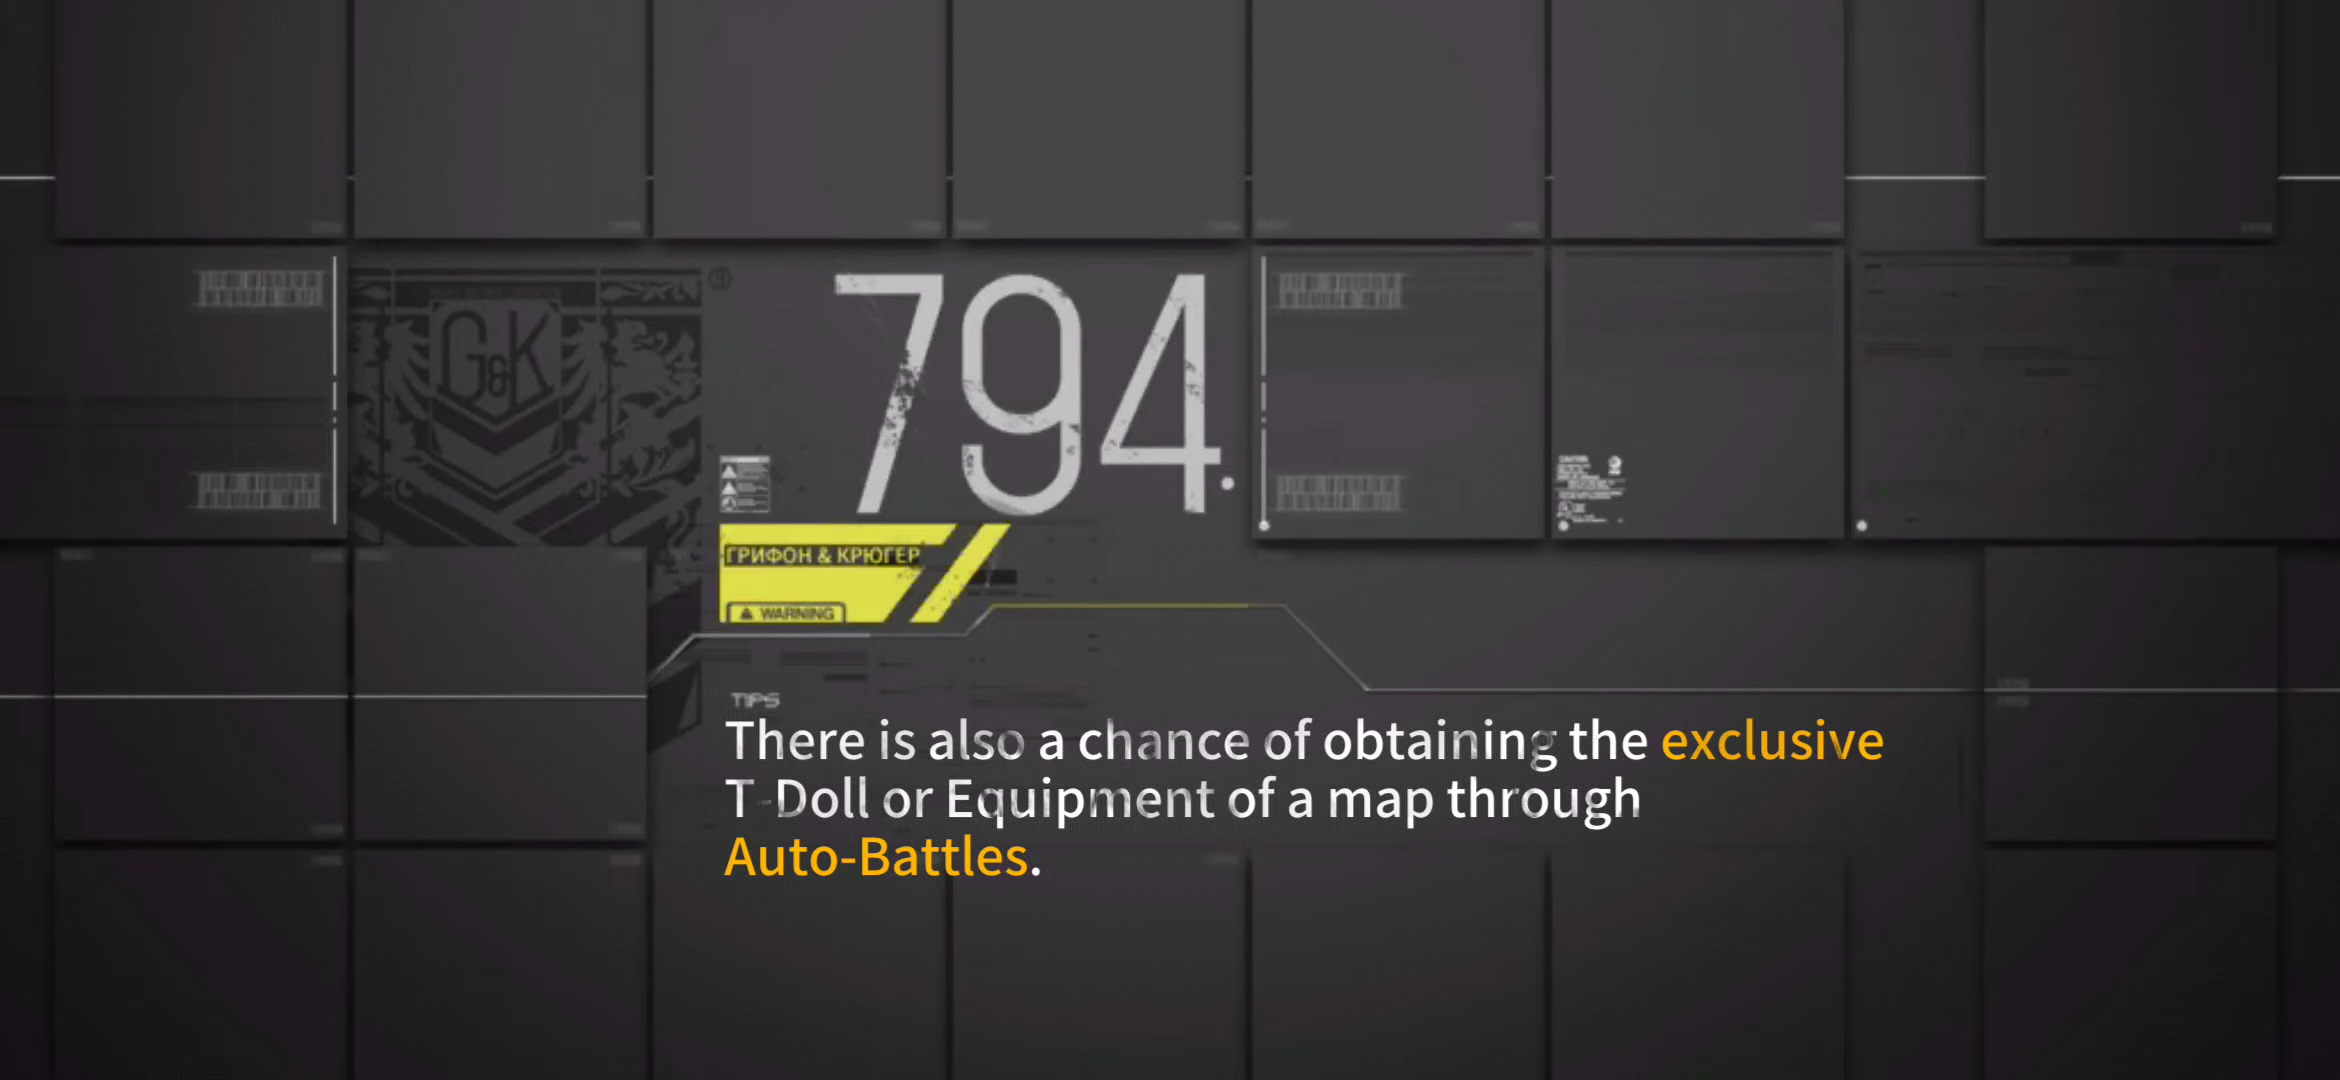 G&K
794.
ГРИФОН & КРЮГЕР
WARNING
TIPS
There is also a chance of obtaining the exclusive
T-Doll or Equipment of a map through
Auto-Battles.